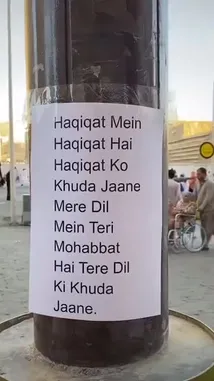 Haqiqat Mein
Haqiqat Hai
Haqiqat Ko
Khuda Jaane
Mere Dil
Mein Teri
Mohabbat
Hai Tere Dil
Ki Khuda
Jaane.